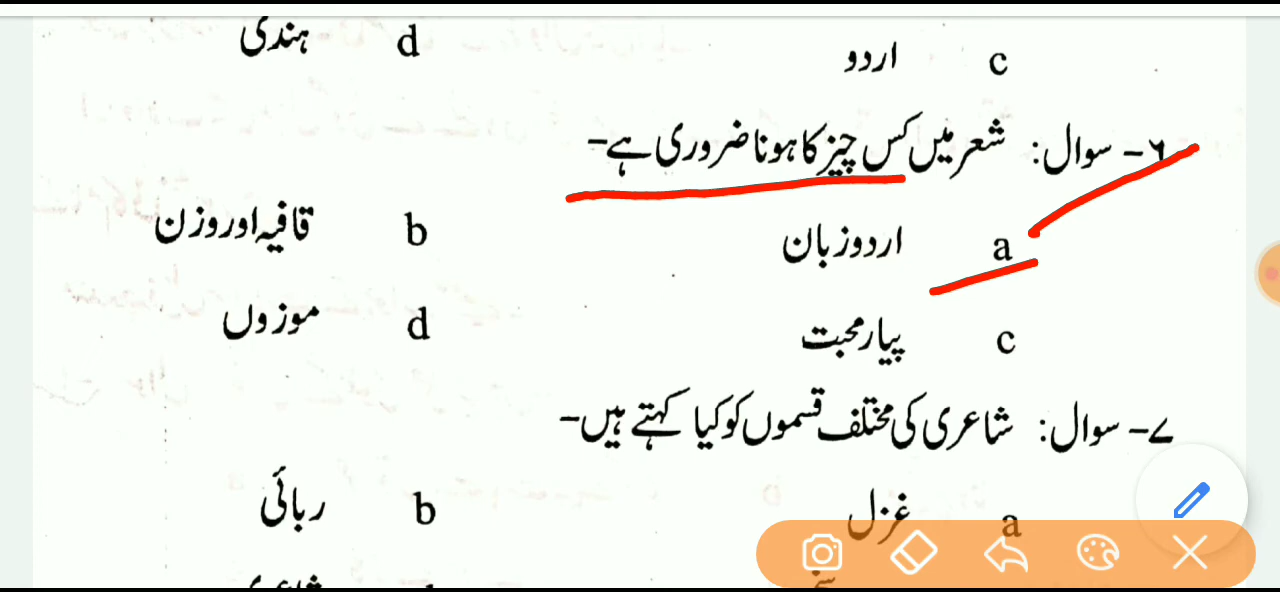 c اردو d ہندی
۶- سوال: شعر میں کس چیز کا ہونا ضروری ہے-
a اردو زبان b قافیہ اور وزن
c پیار محبت d موزوں
۷- سوال: شاعری کی مختلف قسموں کو کیا کہتے ہیں-
a غزل b ربائی